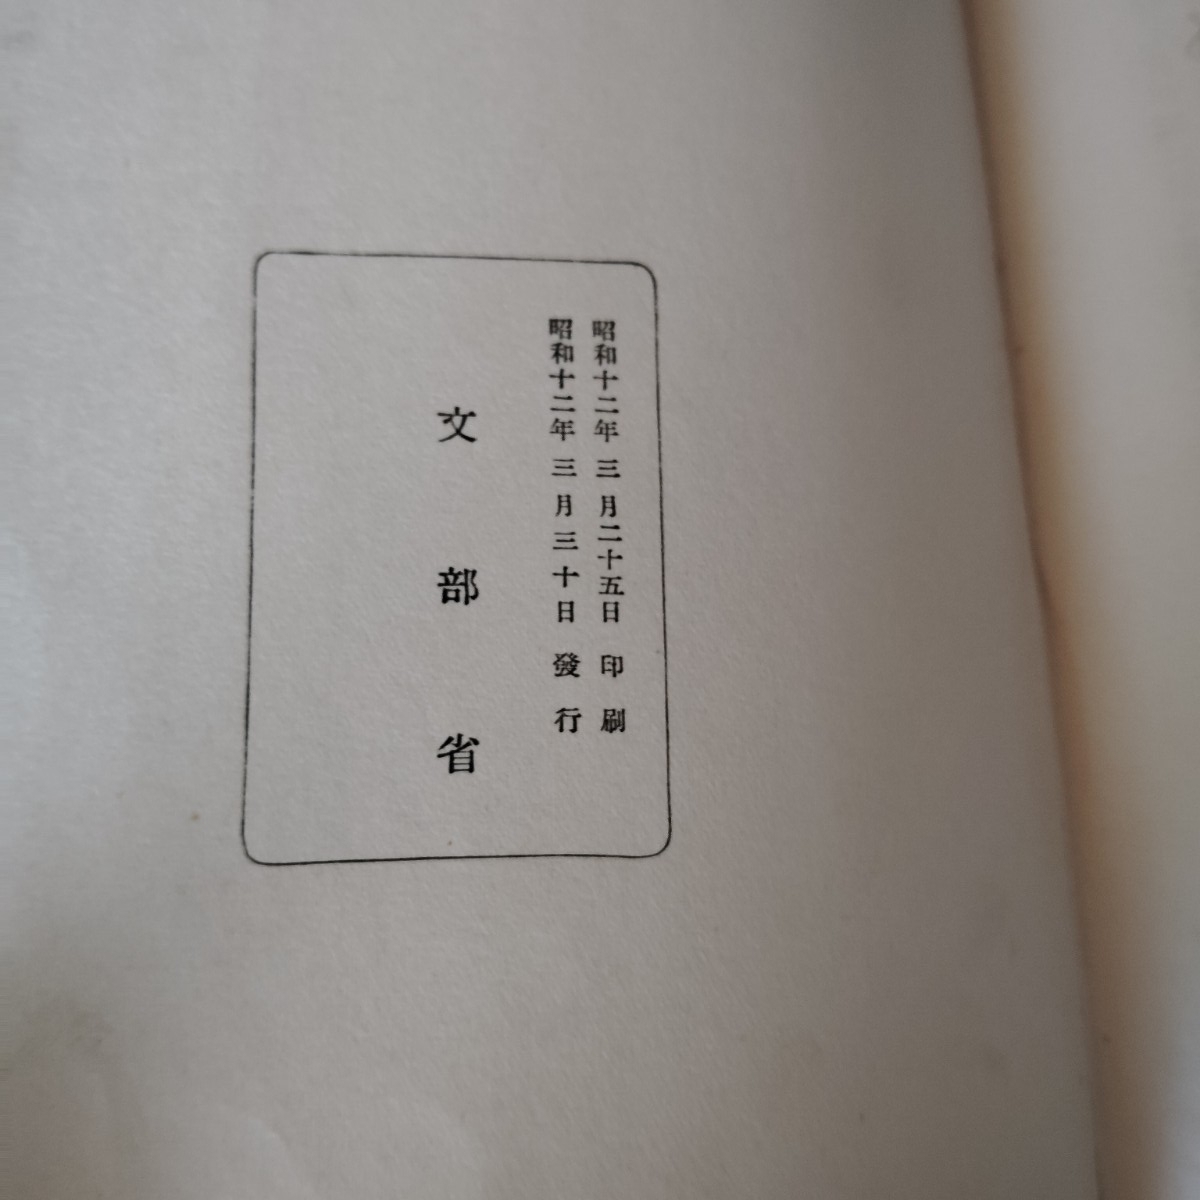 昭和十二年三月二十五日印刷
昭和十二年三月三十日發行
文部省